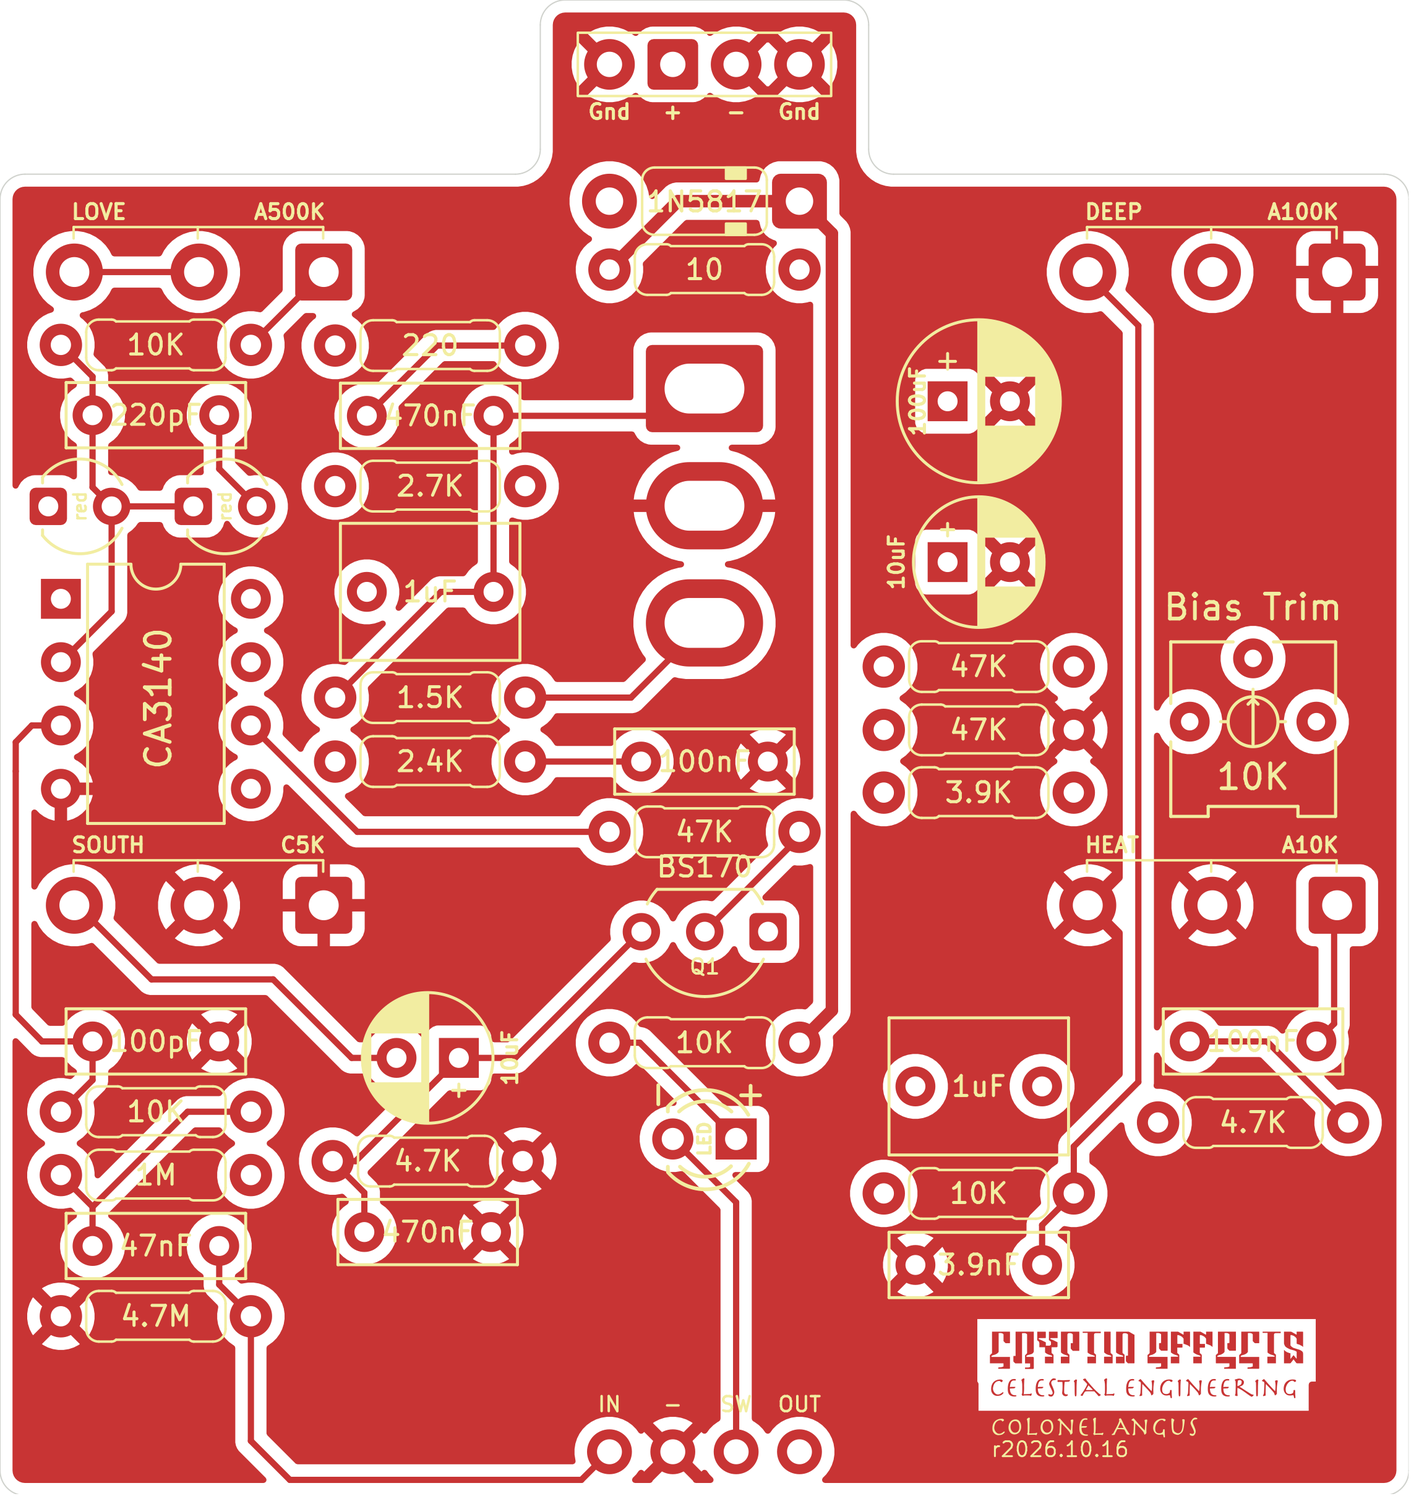 Gnd + - Gnd
LOVE A500K
1N5817
DEEP A100K
10
10K
220
220pF
470nF
100uF
+
red
red
2.7K
10uF
+
1uF
Bias Trim
CA3140
47K
1.5K
47K
10K
2.4K
100nF
3.9K
47K
SOUTH C5K
BS170
HEAT A10K
Q1
100pF
10uF
+
10K
100nF
1uF
- +
LED
10K
4.7K
4.7K
1M
10K
470nF
47nF
3.9nF
4.7M
CRYPTID EFFECTS
CELESTIAL ENGINEERING
IN - SW OUT
COLONEL ANGUS
r2026.10.16